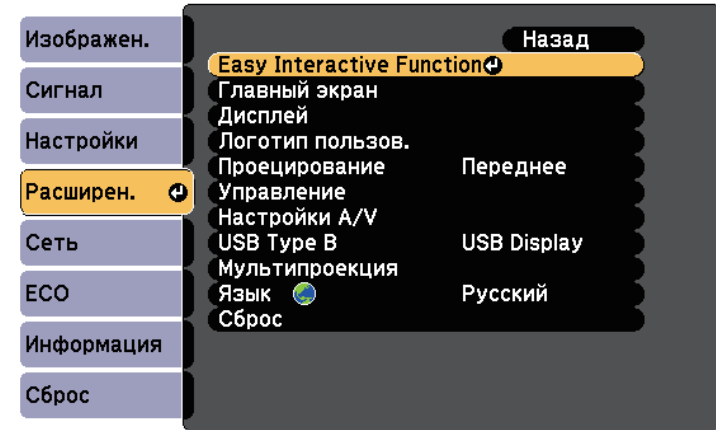 Изображен.
Сигнал
Настройки
Расширен.
Сеть
ECO
Информация
Сброс
Назад
Easy Interactive Function
Главный экран
Дисплей
Логотип пользов.
Проецирование Переднее
Управление
Настройки A/V
USB Type B USB Display
Мультипроекция
Язык Русский
Сброс